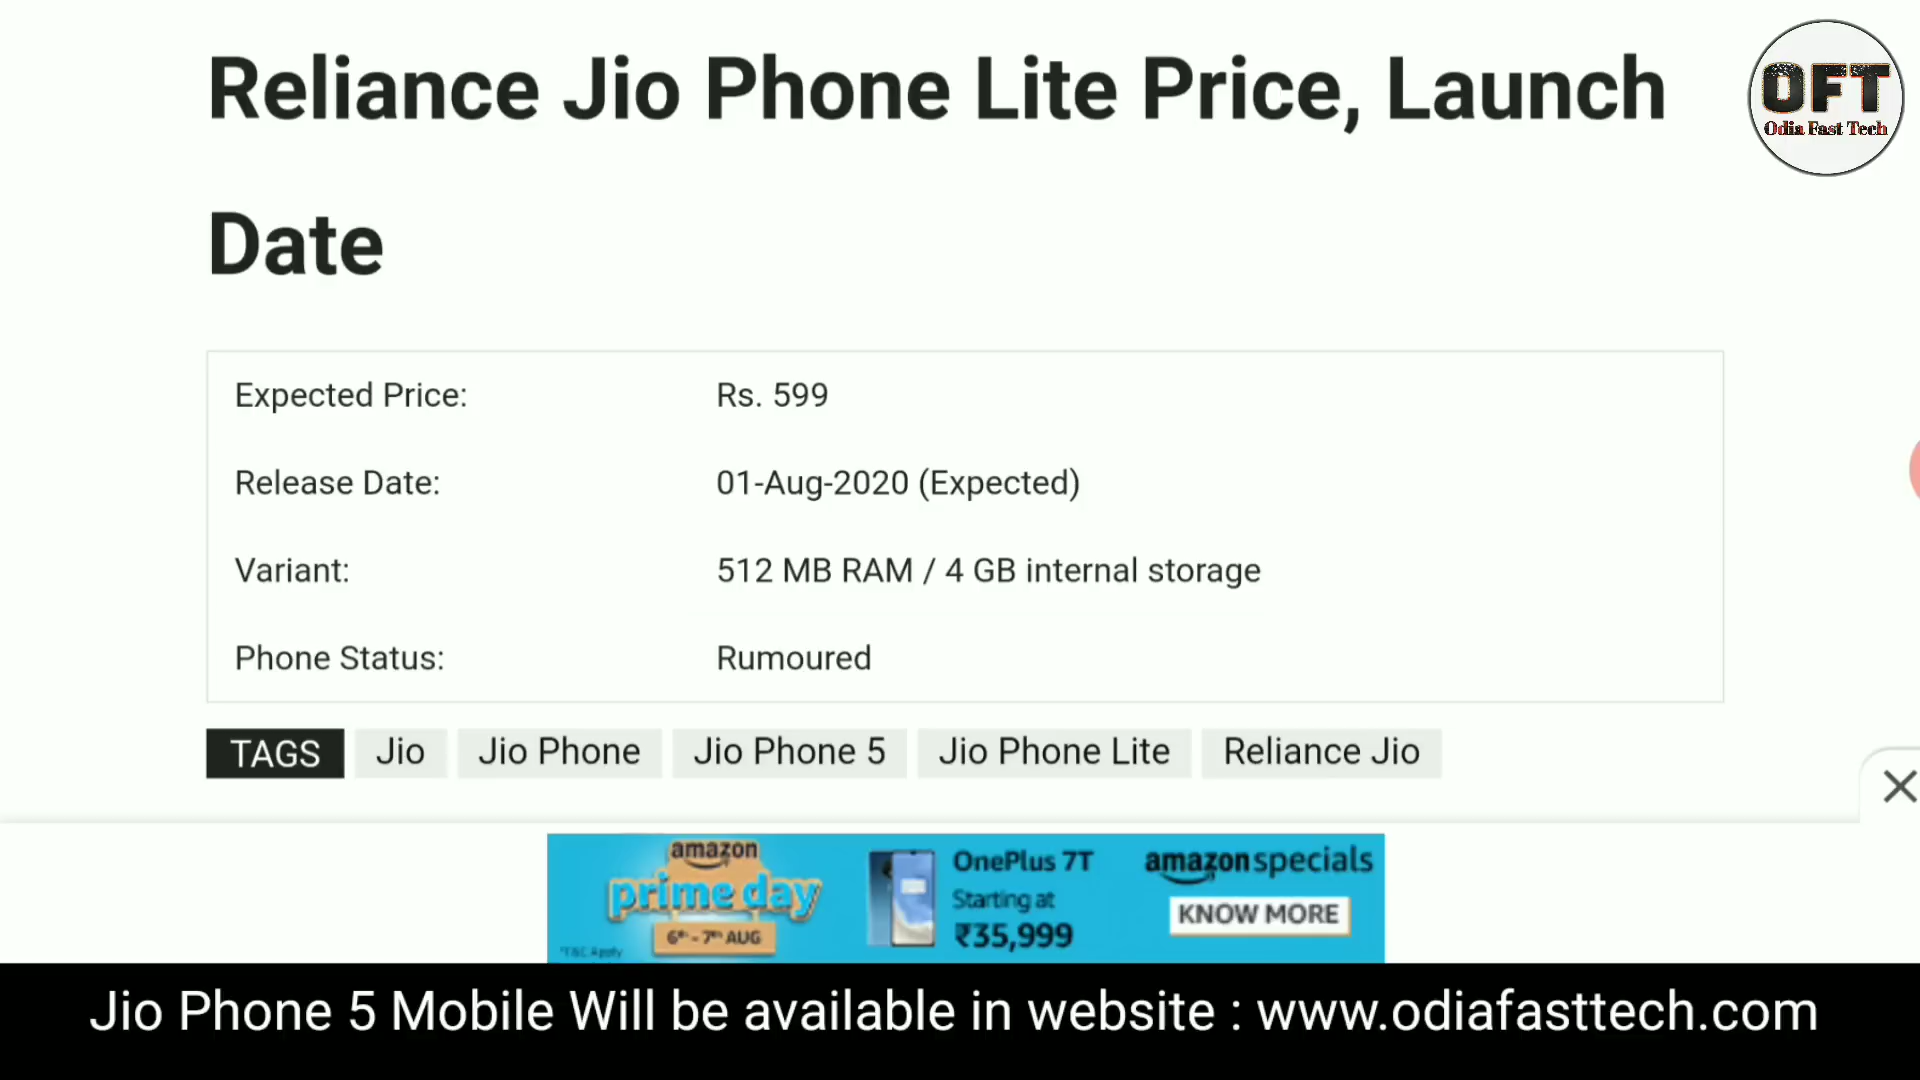 Reliance Jio Phone Lite Price, Launch
Date
OFT
Odia Fast Tech
Expected Price: Rs. 599
Release Date: 01-Aug-2020 (Expected)
Variant: 512 MB RAM / 4 GB internal storage
Phone Status: Rumoured
TAGS Jio Jio Phone Jio Phone 5 Jio Phone Lite Reliance Jio
amazon
prime day
6th - 7th AUG
*T&C Apply
OnePlus 7T
Starting at
₹35,999
amazon specials
KNOW MORE
Jio Phone 5 Mobile Will be available in website : www.odiafasttech.com